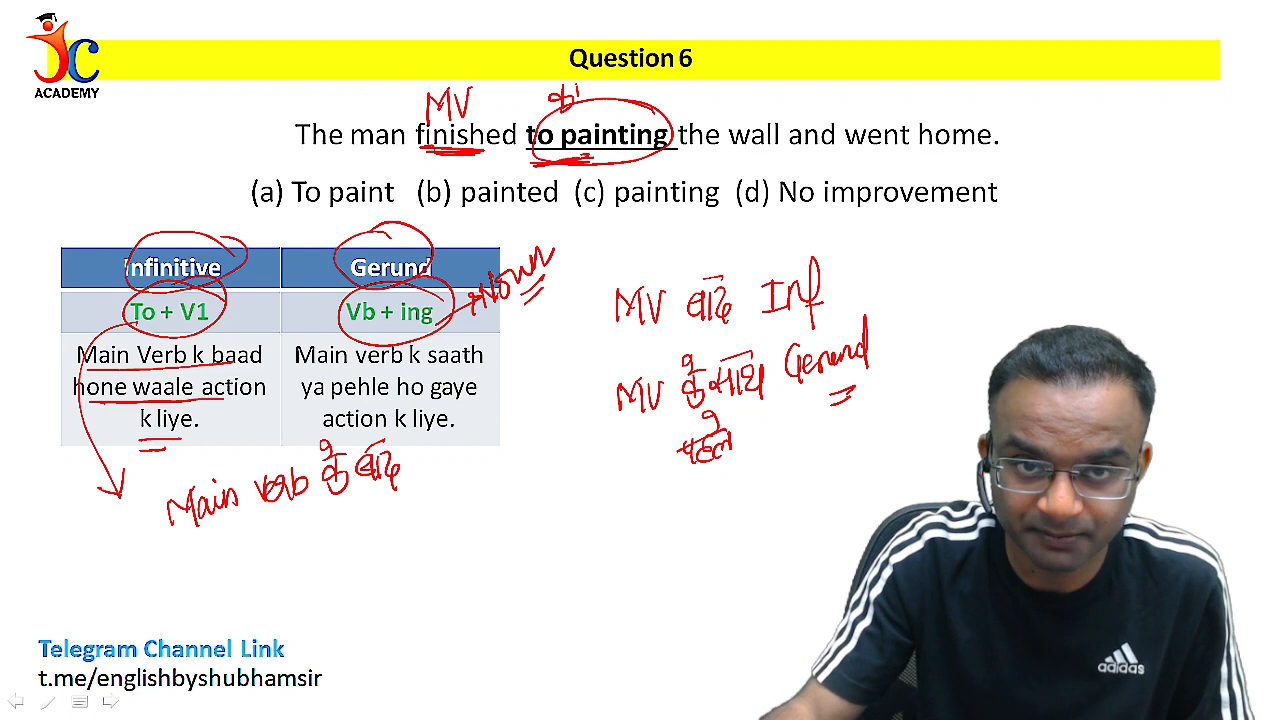 ACADEMY
Question 6
MV
The man finished to painting the wall and went home.
(a) To paint (b) painted (c) painting (d) No improvement
Infinitive Gerund
To + V1 Vb + ing
Noun
Main Verb k baad hone waale action k liye.
Main verb k saath ya pehle ho gaye action k liye.
Main verb के बाद
MV बाद Inf
MV के साथ Gerund
पहले
Telegram Channel Link
t.me/englishbyshubhamsir
adidas